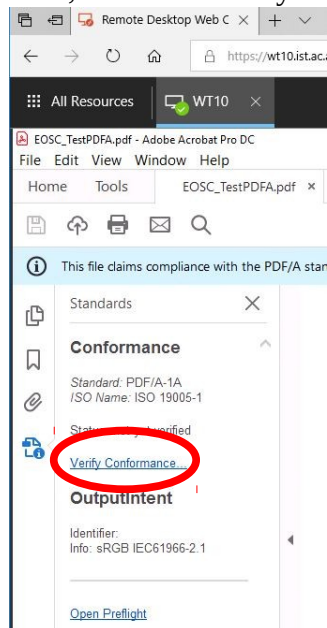 Remote Desktop Web C × + ∨
https://wt10.ist.ac.a
All Resources WT10 ×
EOSC_TestPDFA.pdf - Adobe Acrobat Pro DC
File Edit View Window Help
Home Tools EOSC_TestPDFA.pdf ×
This file claims compliance with the PDF/A stan
Standards ×
Conformance
Standard: PDF/A-1A
ISO Name: ISO 19005-1
verified
Verify Conformance...
OutputIntent
Identifier:
Info: sRGB IEC61966-2.1
Open Preflight